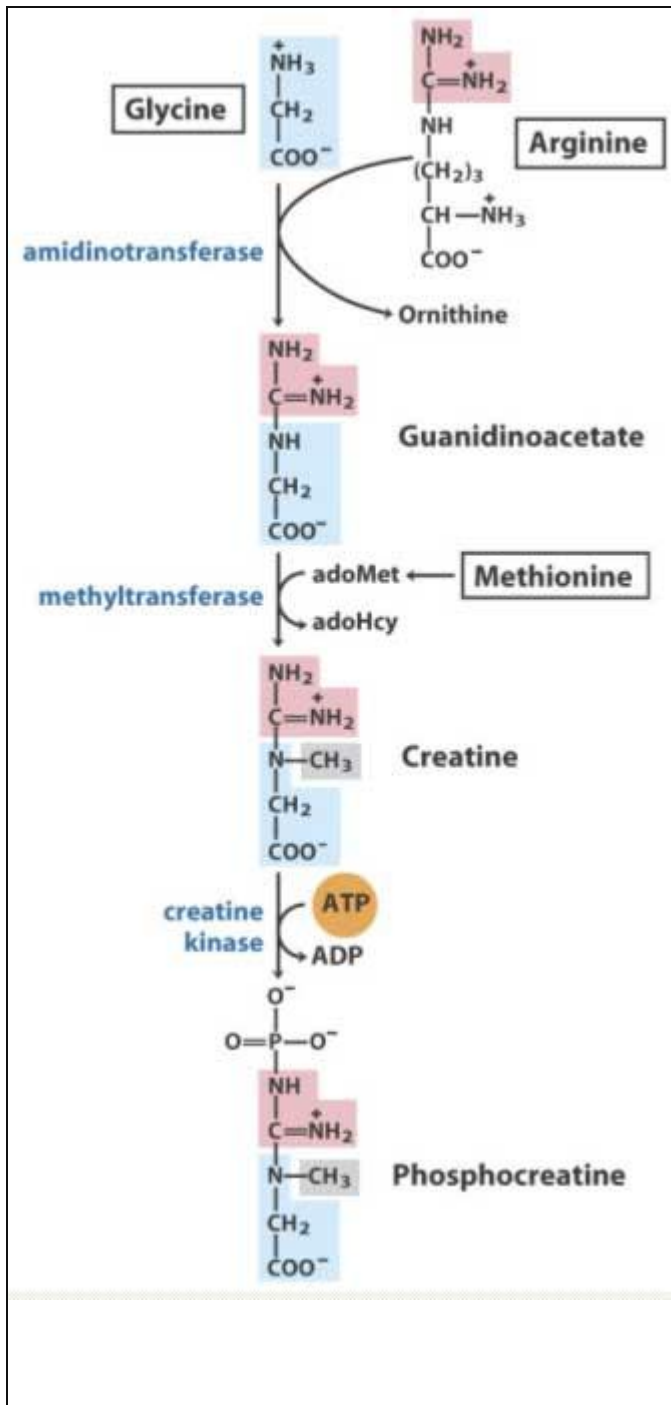 +
NH3
Glycine
CH2
COO−
NH2
+
C=NH2
NH
Arginine
(CH2)3
+
CH—NH3
COO−
amidinotransferase
Ornithine
NH2
+
C=NH2
NH
Guanidinoacetate
CH2
COO−
methyltransferase
adoMet
Methionine
adoHcy
NH2
+
C=NH2
N—CH3
Creatine
CH2
COO−
creatine
kinase
ATP
ADP
O−
O=P—O−
NH
+
C=NH2
N—CH3
Phosphocreatine
CH2
COO−